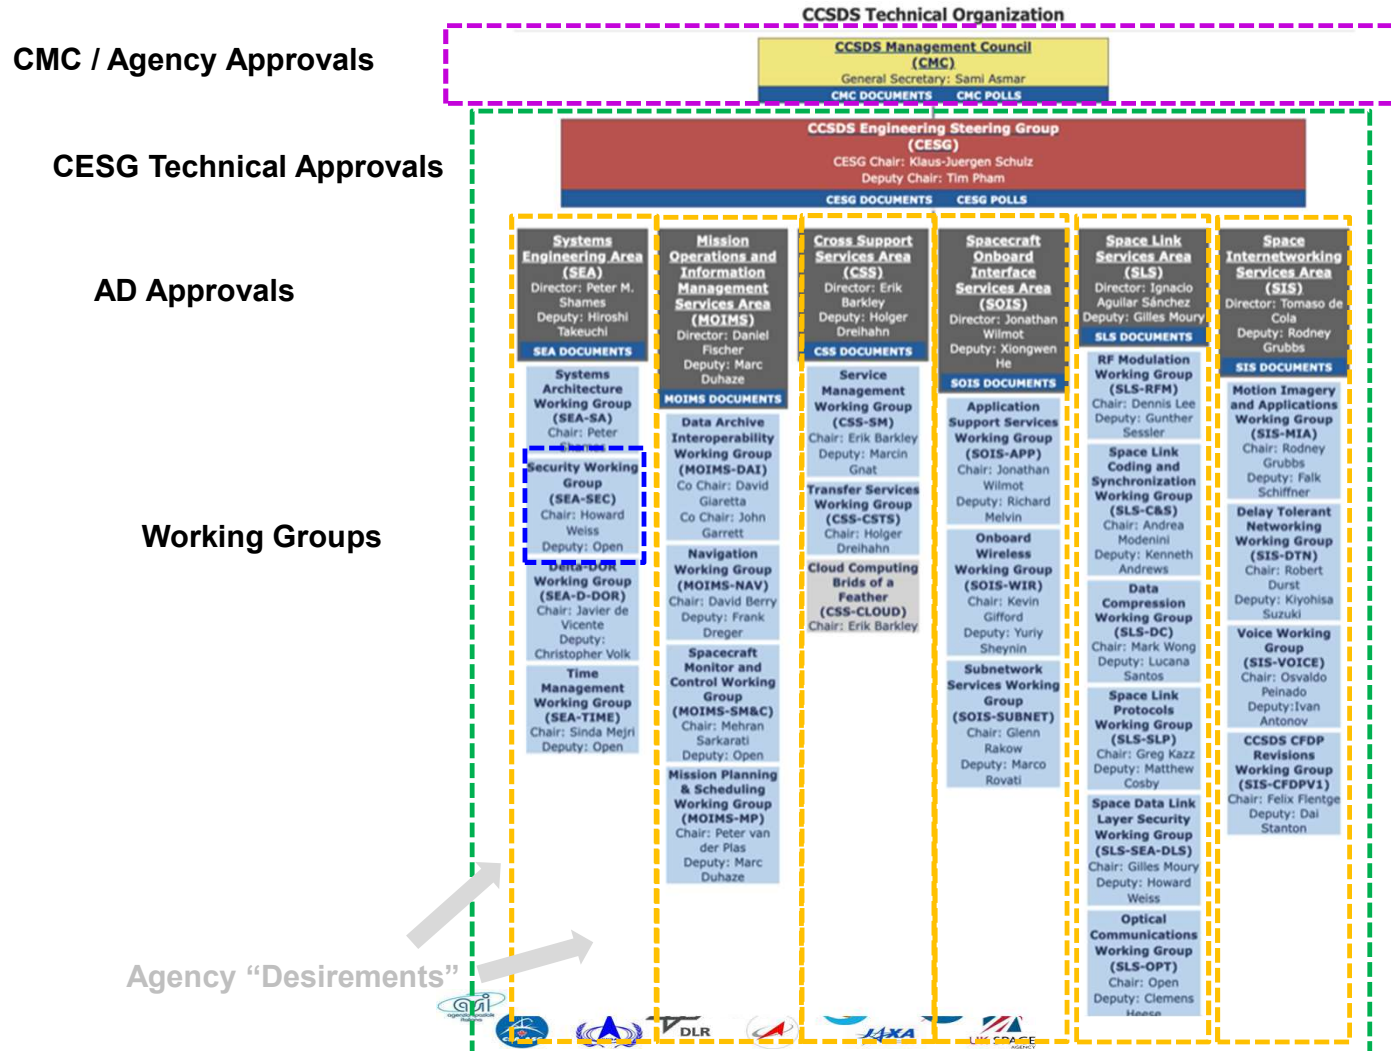 CCSDS Technical Organization
CMC / Agency Approvals
CCSDS Management Council
(CMC)
General Secretary: Sami Asmar
CMC DOCUMENTS CMC POLLS
CESG Technical Approvals
CCSDS Engineering Steering Group
(CESG)
CESG Chair: Klaus-Juergen Schulz
Deputy Chair: Tim Pham
CESG DOCUMENTS CESG POLLS
AD Approvals
Systems
Engineering Area
(SEA)
Director: Peter M.
Shames
Deputy: Hiroshi
Takeuchi
SEA DOCUMENTS
Mission
Operations and
Information
Management
Services Area
(MOIMS)
Director: Daniel
Fischer
Deputy: Marc
Duhaze
MOIMS DOCUMENTS
Cross Support
Services Area
(CSS)
Director: Erik
Barkley
Deputy: Holger
Dreihahn
CSS DOCUMENTS
Spacecraft
Onboard
Interface
Services Area
(SOIS)
Director: Jonathan
Wilmot
Deputy: Xiongwen
He
SOIS DOCUMENTS
Space Link
Services Area
(SLS)
Director: Ignacio
Aguilar Sánchez
Deputy: Gilles Moury
SLS DOCUMENTS
Space
Internetworking
Services Area
(SIS)
Director: Tomaso de
Cola
Deputy: Rodney
Grubbs
SIS DOCUMENTS
Working Groups
Systems
Architecture
Working Group
(SEA-SA)
Chair: Peter
Shames
Security Working
Group
(SEA-SEC)
Chair: Howard
Weiss
Deputy: Open
Delta-DOR
Working Group
(SEA-D-DOR)
Chair: Javier de
Vicente
Deputy:
Christopher Volk
Time
Management
Working Group
(SEA-TIME)
Chair: Sinda Mejri
Deputy: Open
Data Archive
Interoperability
Working Group
(MOIMS-DAI)
Co Chair: David
Giaretta
Co Chair: John
Garrett
Navigation
Working Group
(MOIMS-NAV)
Chair: David Berry
Deputy: Frank
Dreger
Spacecraft
Monitor and
Control Working
Group
(MOIMS-SM&C)
Chair: Mehran
Sarkarati
Deputy: Open
Mission Planning
& Scheduling
Working Group
(MOIMS-MP)
Chair: Peter van
der Plas
Deputy: Marc
Duhaze
Service
Management
Working Group
(CSS-SM)
Chair: Erik Barkley
Deputy: Marcin
Gnat
Transfer Services
Working Group
(CSS-CSTS)
Chair: Holger
Dreihahn
Cloud Computing
Brids of a
Feather
(CSS-CLOUD)
Chair: Erik Barkley
Application
Support Services
Working Group
(SOIS-APP)
Chair: Jonathan
Wilmot
Deputy: Richard
Melvin
Onboard
Wireless
Working Group
(SOIS-WIR)
Chair: Kevin
Gifford
Deputy: Yuriy
Sheynin
Subnetwork
Services Working
Group
(SOIS-SUBNET)
Chair: Glenn
Rakow
Deputy: Marco
Rovati
RF Modulation
Working Group
(SLS-RFM)
Chair: Dennis Lee
Deputy: Gunther
Sessler
Space Link
Coding and
Synchronization
Working Group
(SLS-C&S)
Chair: Andrea
Modenini
Deputy: Kenneth
Andrews
Data
Compression
Working Group
(SLS-DC)
Chair: Mark Wong
Deputy: Lucana
Santos
Space Link
Protocols
Working Group
(SLS-SLP)
Chair: Greg Kazz
Deputy: Matthew
Cosby
Space Data Link
Layer Security
Working Group
(SLS-SEA-DLS)
Chair: Gilles Moury
Deputy: Howard
Weiss
Optical
Communications
Working Group
(SLS-OPT)
Chair: Open
Deputy: Clemens
Heese
Motion Imagery
and Applications
Working Group
(SIS-MIA)
Chair: Rodney
Grubbs
Deputy: Falk
Schiffner
Delay Tolerant
Networking
Working Group
(SIS-DTN)
Chair: Robert
Durst
Deputy: Kiyohisa
Suzuki
Voice Working
Group
(SIS-VOICE)
Chair: Osvaldo
Peinado
Deputy:Ivan
Antonov
CCSDS CFDP
Revisions
Working Group
(SIS-CFDPV1)
Chair: Felix Flentge
Deputy: Dai
Stanton
Agency “Desirements”
asi
DLR
JAXA
UK SPACE
AGENCY